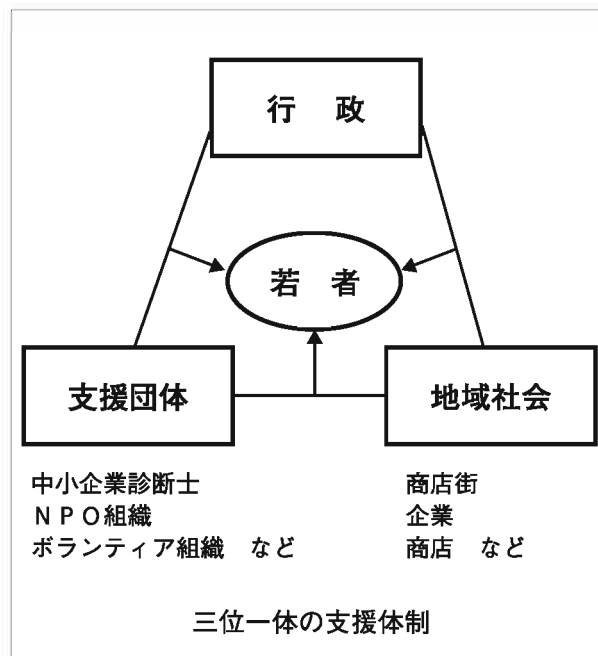 行　政
若　者
支援団体
地域社会
中小企業診断士
ＮＰＯ組織
ボランティア組織　など
商店街
企業
商店　など
三位一体の支援体制